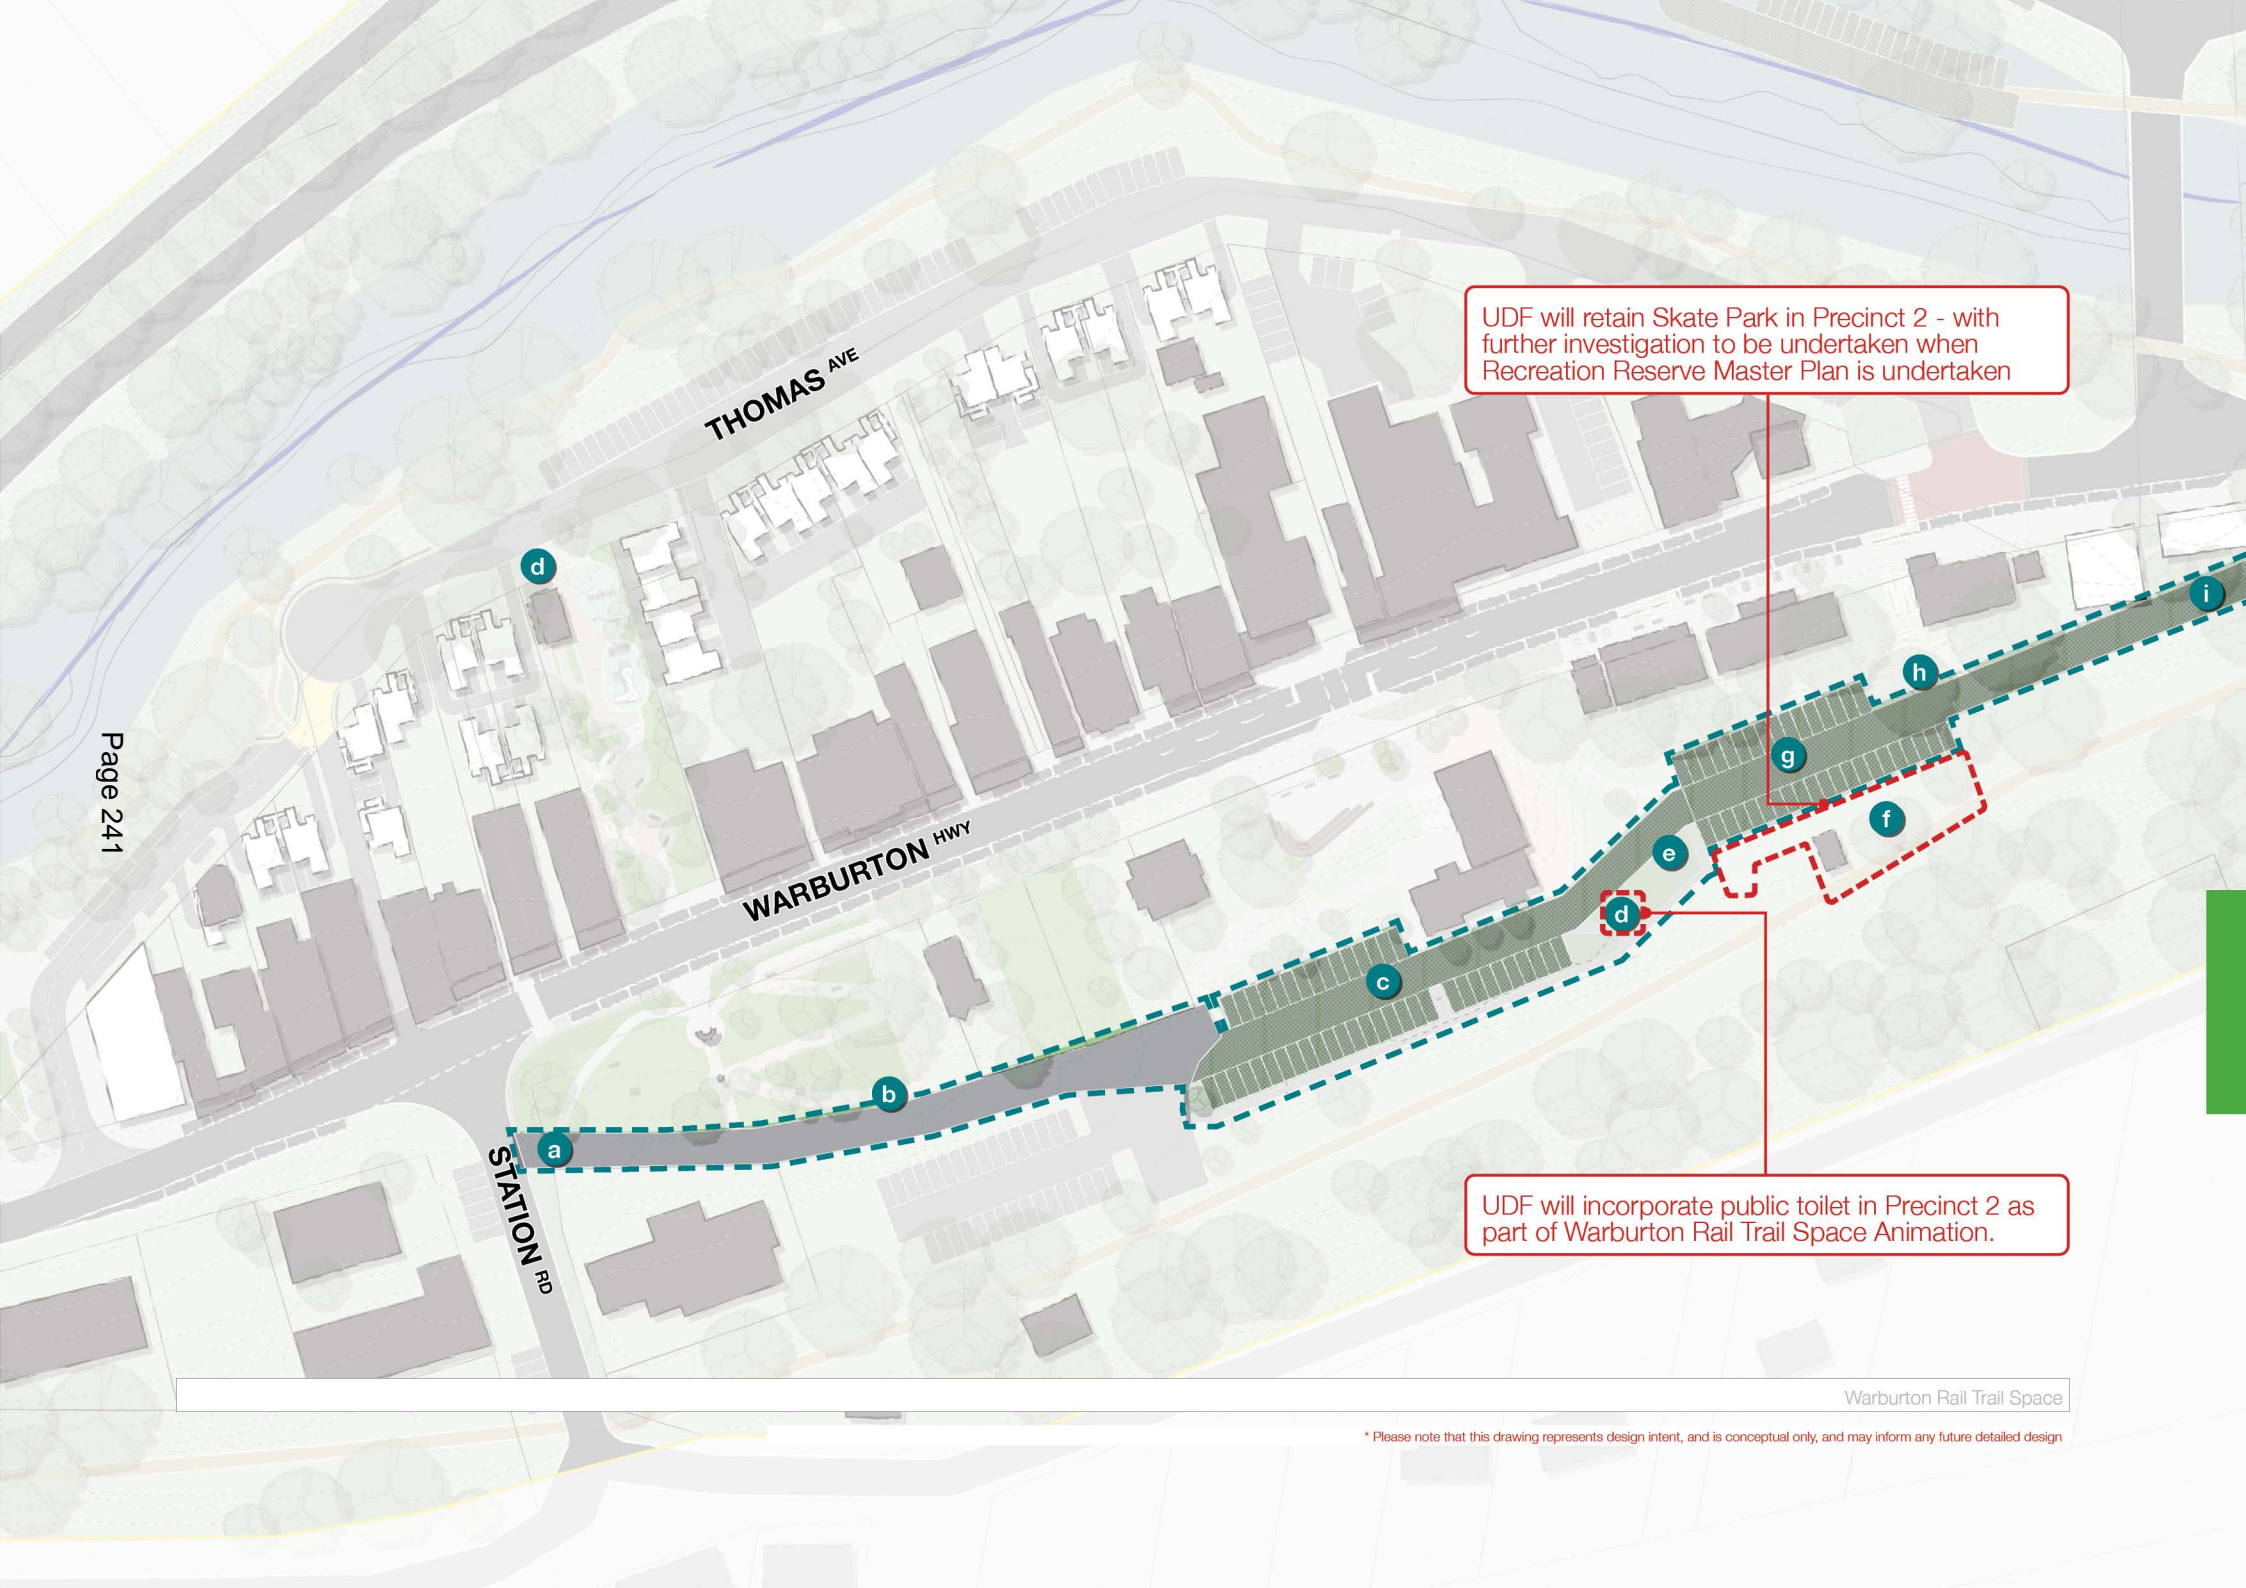 UDF will retain Skate Park in Precinct 2 - with
further investigation to be undertaken when
Recreation Reserve Master Plan is undertaken
THOMAS AVE
d
i
h
g
Page 241
f
WARBURTON HWY
e
d
c
b
a
STATION RD
UDF will incorporate public toilet in Precinct 2 as
part of Warburton Rail Trail Space Animation.
Warburton Rail Trail Space
* Please note that this drawing represents design intent, and is conceptual only, and may inform any future detailed design